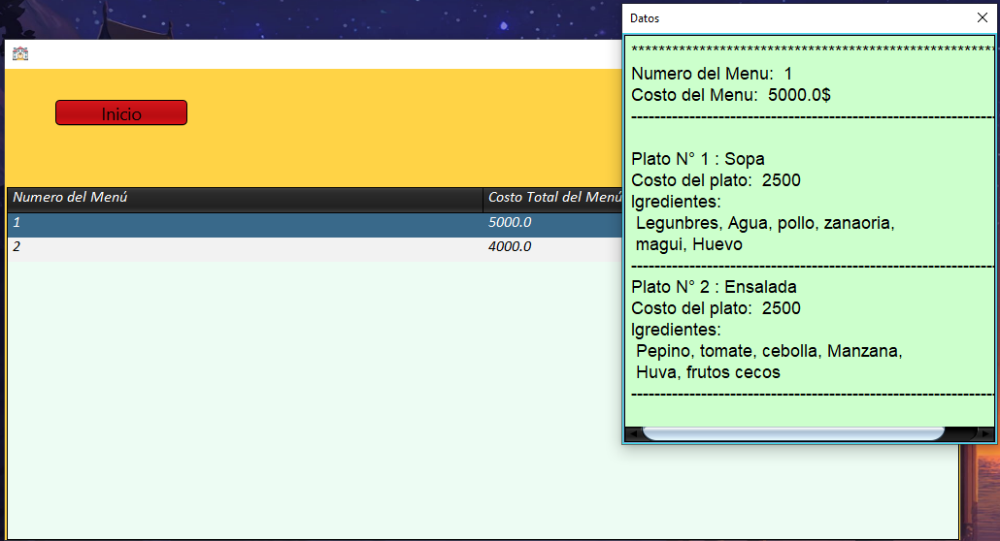 Datos
Inicio
Numero del Menú Costo Total del Menú
1 5000.0
2 4000.0
*****************************************************
Numero del Menu:  1
Costo del Menu:  5000.0$
----------------------------------------------------------------
Plato N° 1 : Sopa
Costo del plato:  2500
Igredientes:
Legunbres, Agua, pollo, zanaoria,
magui, Huevo
----------------------------------------------------------------
Plato N° 2 : Ensalada
Costo del plato:  2500
Igredientes:
Pepino, tomate, cebolla, Manzana,
Huva, frutos cecos
----------------------------------------------------------------